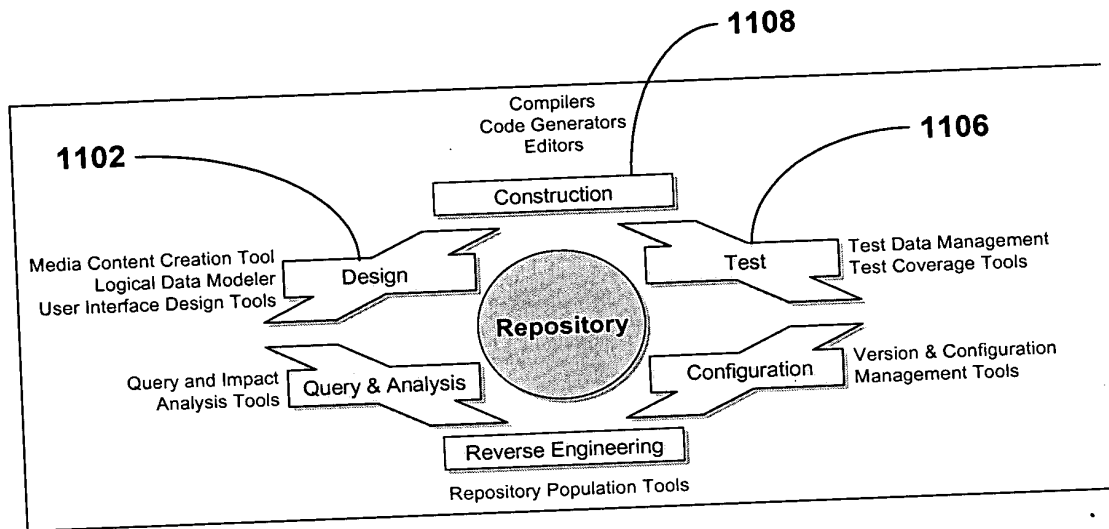 1108
Compilers
Code Generators
Editors
1106
1102
Construction
Media Content Creation Tool
Logical Data Modeler
User Interface Design Tools
Design
Test
Test Data Management
Test Coverage Tools
Repository
Query and Impact
Analysis Tools
Query & Analysis
Configuration
Version & Configuration
Management Tools
Reverse Engineering
Repository Population Tools